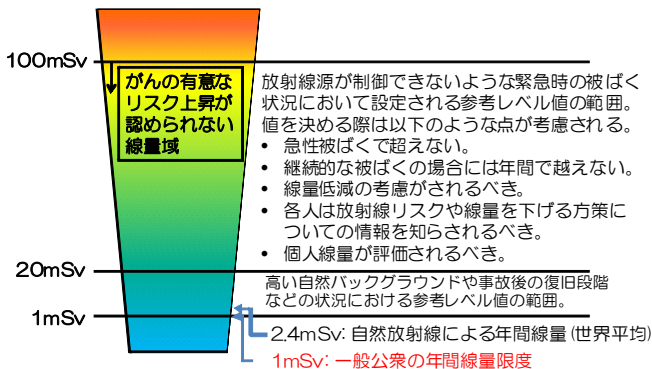 100mSv
がんの有意な
リスク上昇が
認められない
線量域
放射線源が制御できないような緊急時の被ばく
状況において設定される参考レベル値の範囲。
値を決める際は以下のような点が考慮される。
• 急性被ばくで超えない。
• 継続的な被ばくの場合には年間で越えない。
• 線量低減の考慮がされるべき。
• 各人は放射線リスクや線量を下げる方策に
ついての情報を知らされるべき。
• 個人線量が評価されるべき。
20mSv
高い自然バックグラウンドや事故後の復旧段階
などの状況における参考レベル値の範囲。
1mSv
2.4mSv: 自然放射線による年間線量 (世界平均)
1mSv: 一般公衆の年間線量限度